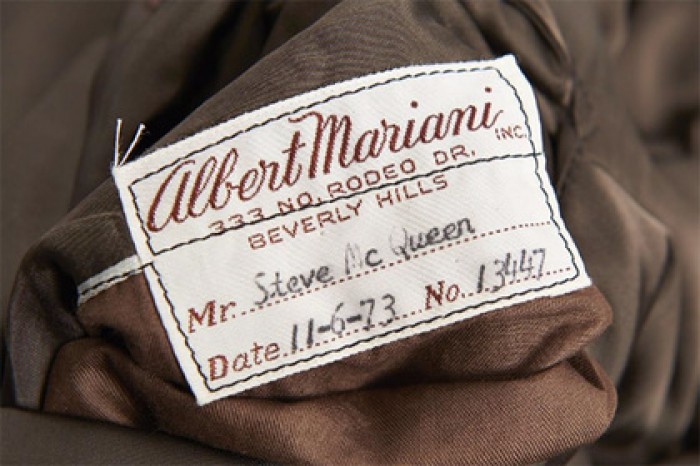 Albert Mariani INC.
333 NO. RODEO DR.
BEVERLY HILLS
Mr. Steve Mc Queen
Date 11-6-73 No. 13447